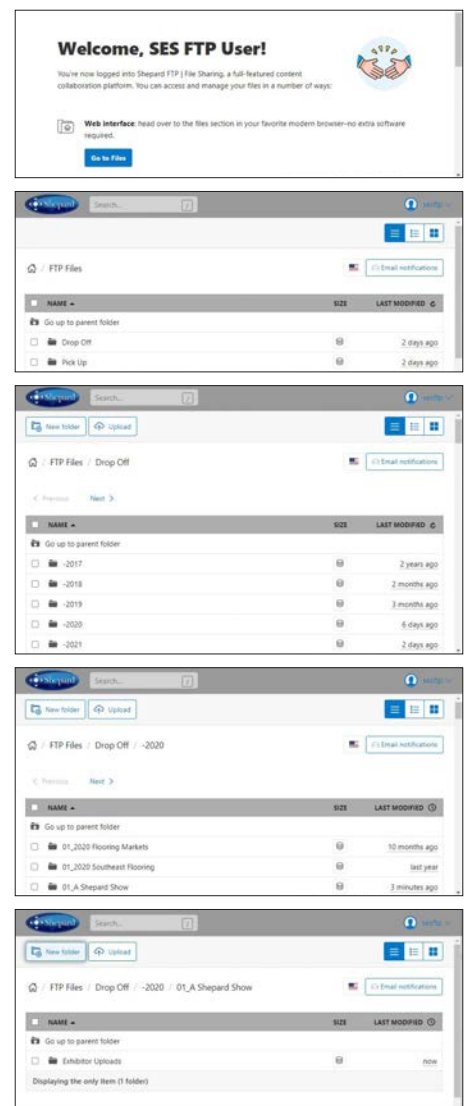 Welcome, SES FTP User!
You're now logged into Shepard FTP | File Sharing, a full-featured content
collaboration platform. You can access and manage your files in a number of ways:
Web interface: head over to the files section in your favorite modern browser–no extra software
required.
Go to Files
Shepard Search... / sesftp
/ FTP Files Email notifications
NAME SIZE LAST MODIFIED
Go up to parent folder
Drop Off 2 days ago
Pick Up 2 days ago
Shepard Search... / sesftp
New folder Upload
/ FTP Files / Drop Off Email notifications
< Previous Next >
NAME SIZE LAST MODIFIED
Go up to parent folder
-2017 2 years ago
-2018 2 months ago
-2019 3 months ago
-2020 6 days ago
-2021 2 days ago
Shepard Search... / sesftp
New folder Upload
/ FTP Files / Drop Off / -2020 Email notifications
< Previous Next >
NAME SIZE LAST MODIFIED
Go up to parent folder
01_2020 Flooring Markets 10 months ago
01_2020 Southeast Flooring last year
01_A Shepard Show 3 minutes ago
Shepard Search... / sesftp
New folder Upload
/ FTP Files / Drop Off / -2020 / 01_A Shepard Show Email notifications
NAME SIZE LAST MODIFIED
Go up to parent folder
Exhibitor Uploads now
Displaying the only item (1 folder)